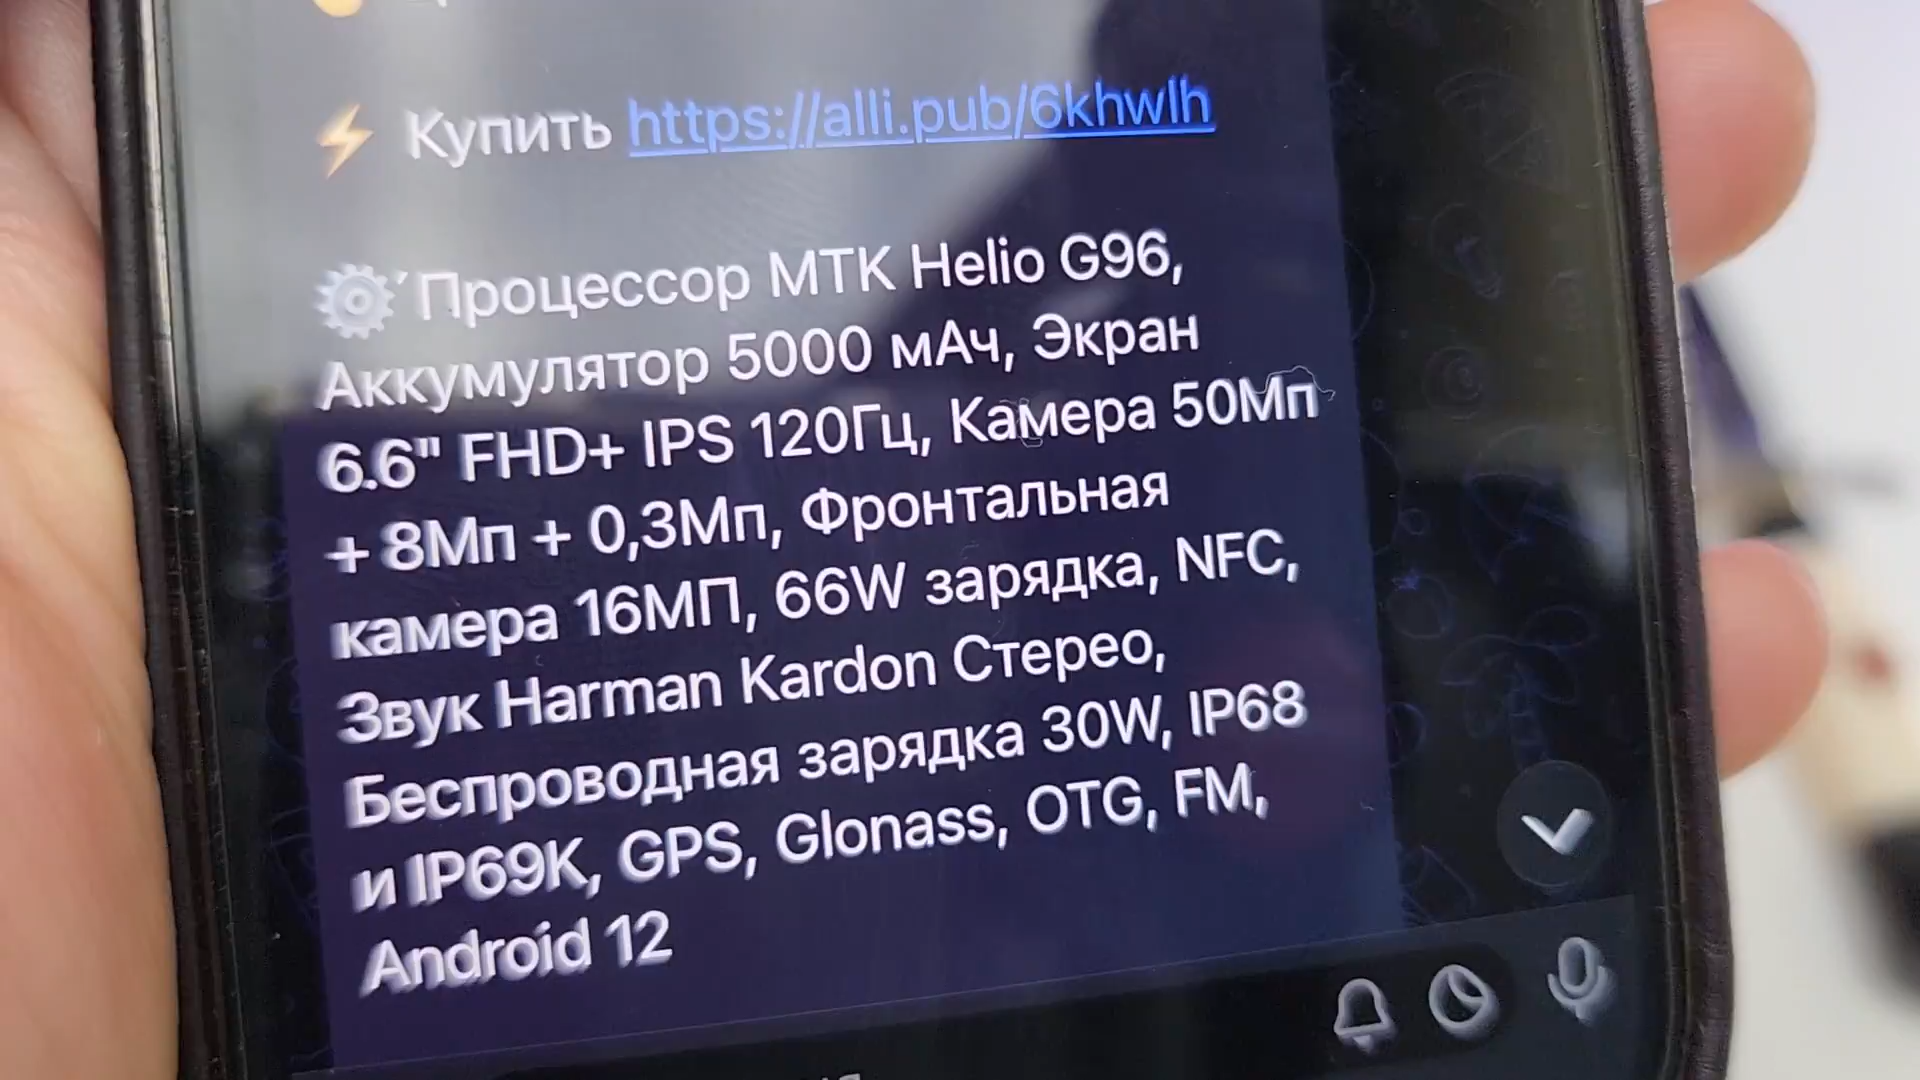 Купить https://alli.pub/6khwlh
Процессор MTK Helio G96,
Аккумулятор 5000 мАч, Экран
6.6" FHD+ IPS 120Гц, Камера 50Мп
+ 8Мп + 0,3Мп, Фронтальная
камера 16МП, 66W зарядка, NFC,
Звук Harman Kardon Стерео,
Беспроводная зарядка 30W, IP68
и IP69K, GPS, Glonass, OTG, FM,
Android 12